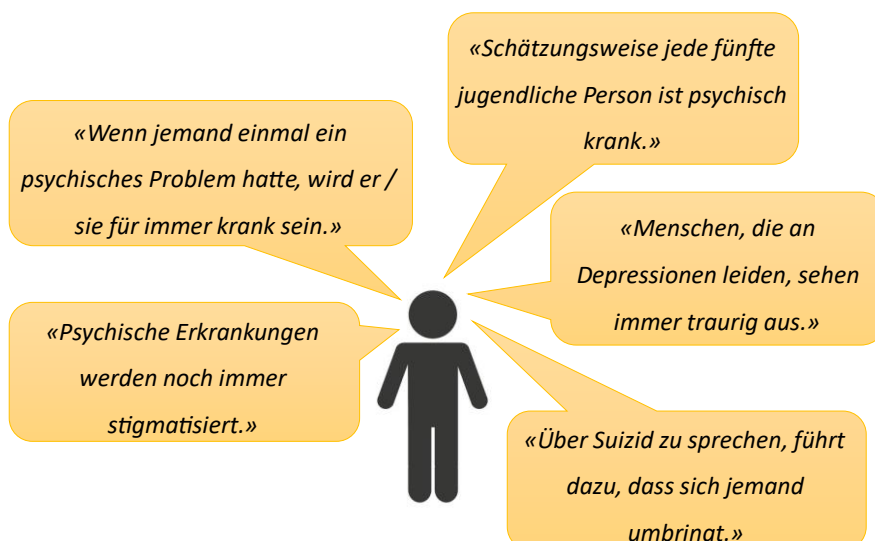 «Schätzungsweise jede fünfte
jugendliche Person ist psychisch
krank.»
«Wenn jemand einmal ein
psychisches Problem hatte, wird er /
sie für immer krank sein.»
«Menschen, die an
Depressionen leiden, sehen
immer traurig aus.»
«Psychische Erkrankungen
werden noch immer
stigmatisiert.»
«Über Suizid zu sprechen, führt
dazu, dass sich jemand
umbringt.»